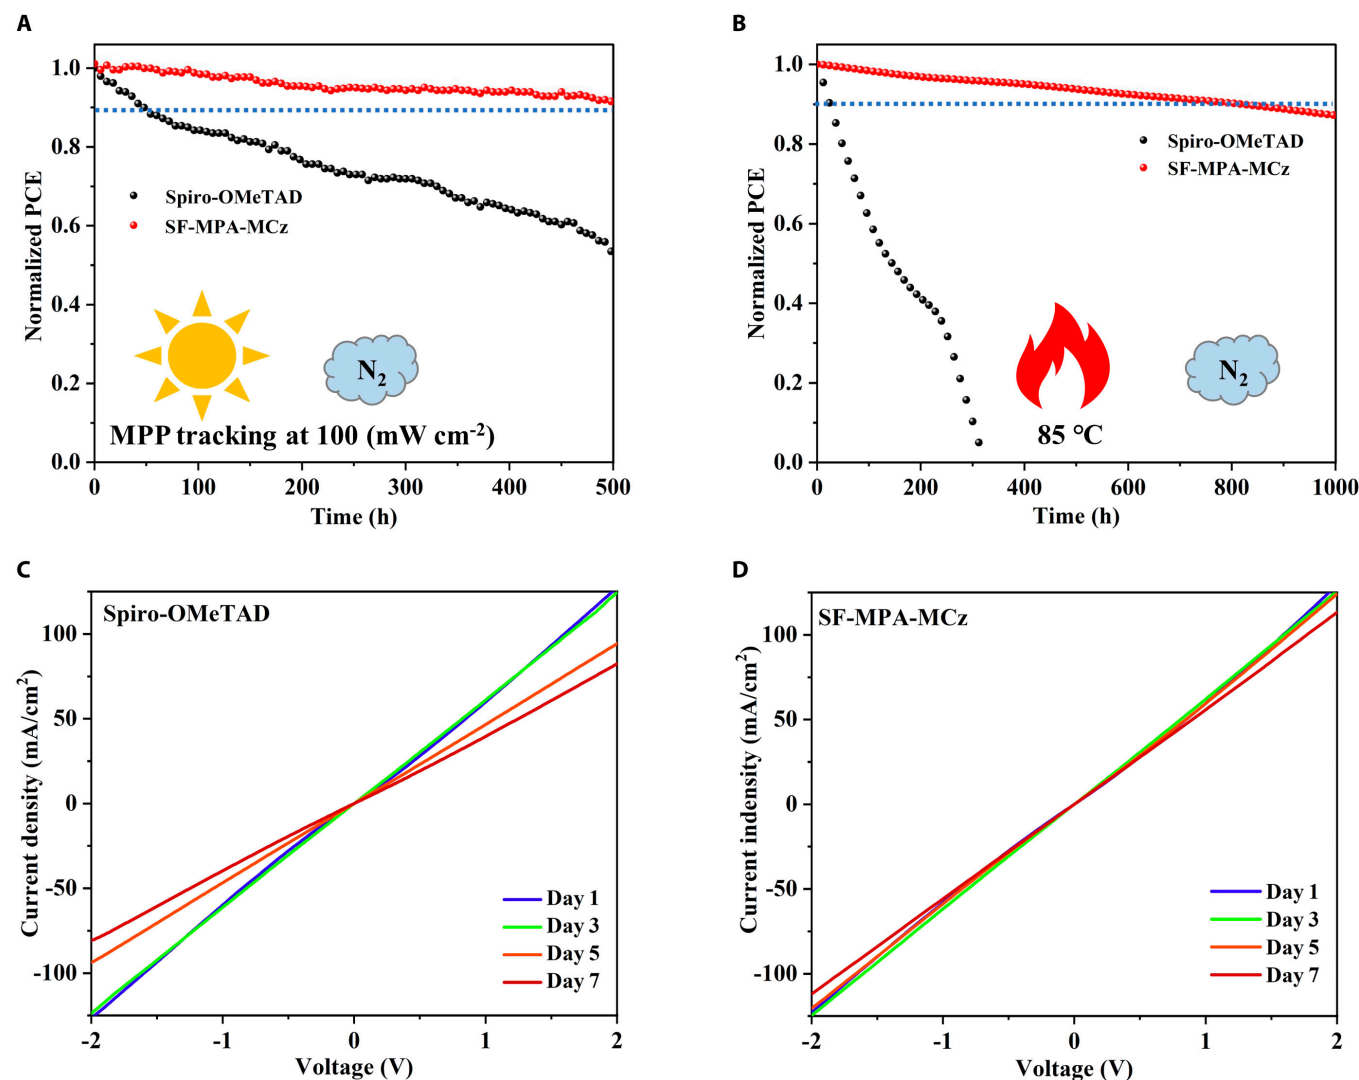 A
Normalized PCE
1.0
0.8
0.6
0.4
0.2
0.0
Spiro-OMeTAD
SF-MPA-MCz
N2
MPP tracking at 100 (mW cm-2)
0 100 200 300 400 500
Time (h)
B
Normalized PCE
1.0
0.8
0.6
0.4
0.2
0.0
Spiro-OMeTAD
SF-MPA-MCz
N2
85 °C
0 200 400 600 800 1000
Time (h)
C
Current density (mA/cm2)
Spiro-OMeTAD
100
50
0
-50
-100
Day 1
Day 3
Day 5
Day 7
-2 -1 0 1 2
Voltage (V)
D
Current indensity (mA/cm2)
SF-MPA-MCz
100
50
0
-50
-100
Day 1
Day 3
Day 5
Day 7
-2 -1 0 1 2
Voltage (V)